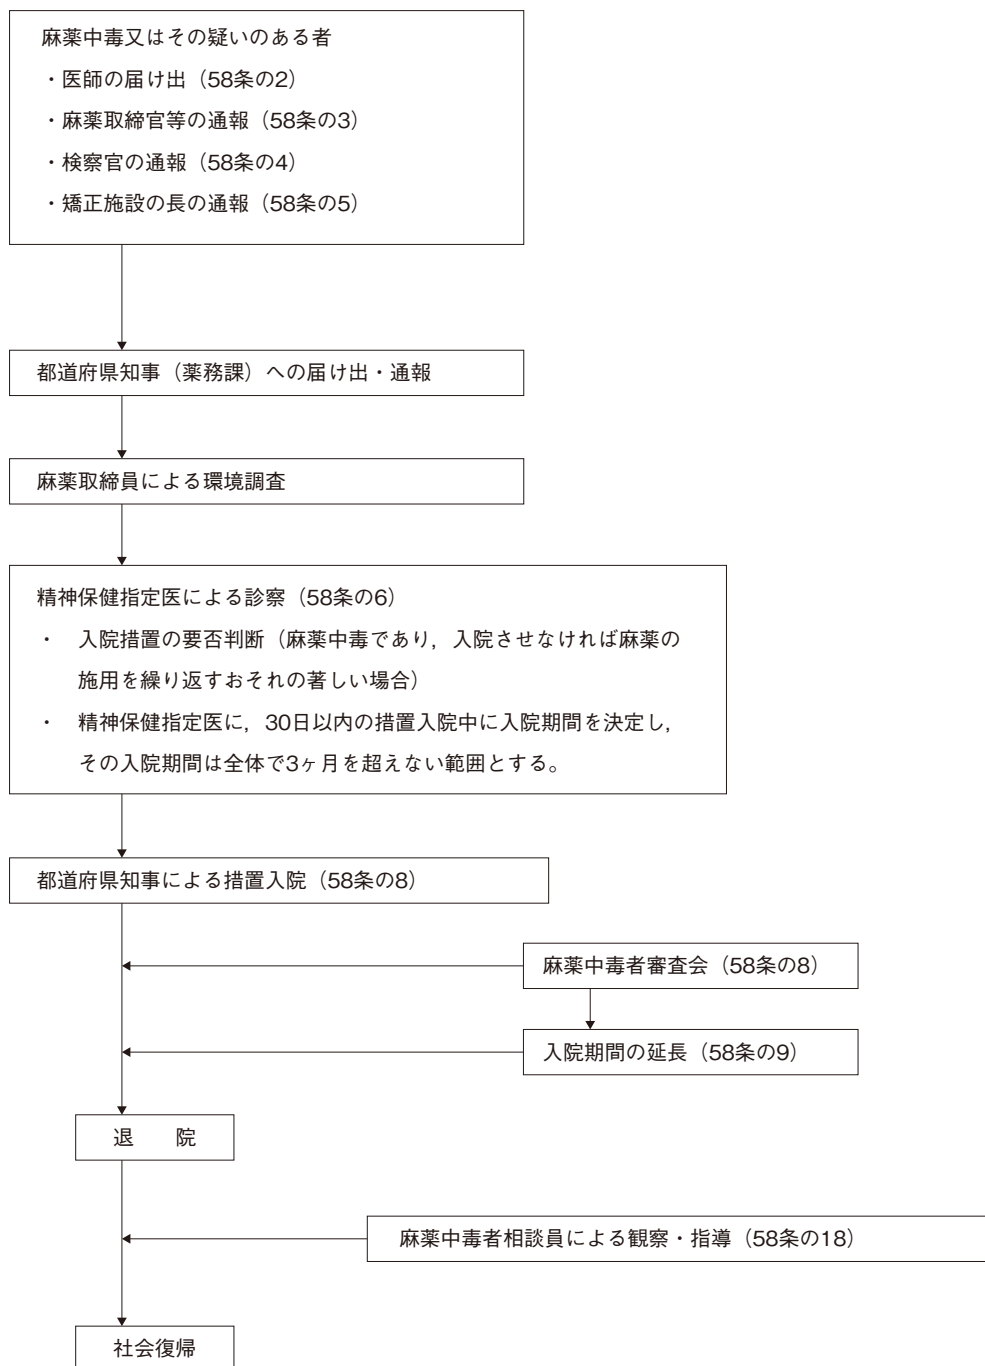 麻薬中毒又はその疑いのある者
・医師の届け出（58条の2）
・麻薬取締官等の通報（58条の3）
・検察官の通報（58条の4）
・矯正施設の長の通報（58条の5）
都道府県知事（薬務課）への届け出・通報
麻薬取締員による環境調査
精神保健指定医による診察（58条の6）
・　入院措置の要否判断（麻薬中毒であり，入院させなければ麻薬の
施用を繰り返すおそれの著しい場合）
・　精神保健指定医に，30日以内の措置入院中に入院期間を決定し，
その入院期間は全体で3ヶ月を超えない範囲とする。
都道府県知事による措置入院（58条の8）
麻薬中毒者審査会（58条の8）
入院期間の延長（58条の9）
退　　院
麻薬中毒者相談員による観察・指導（58条の18）
社会復帰